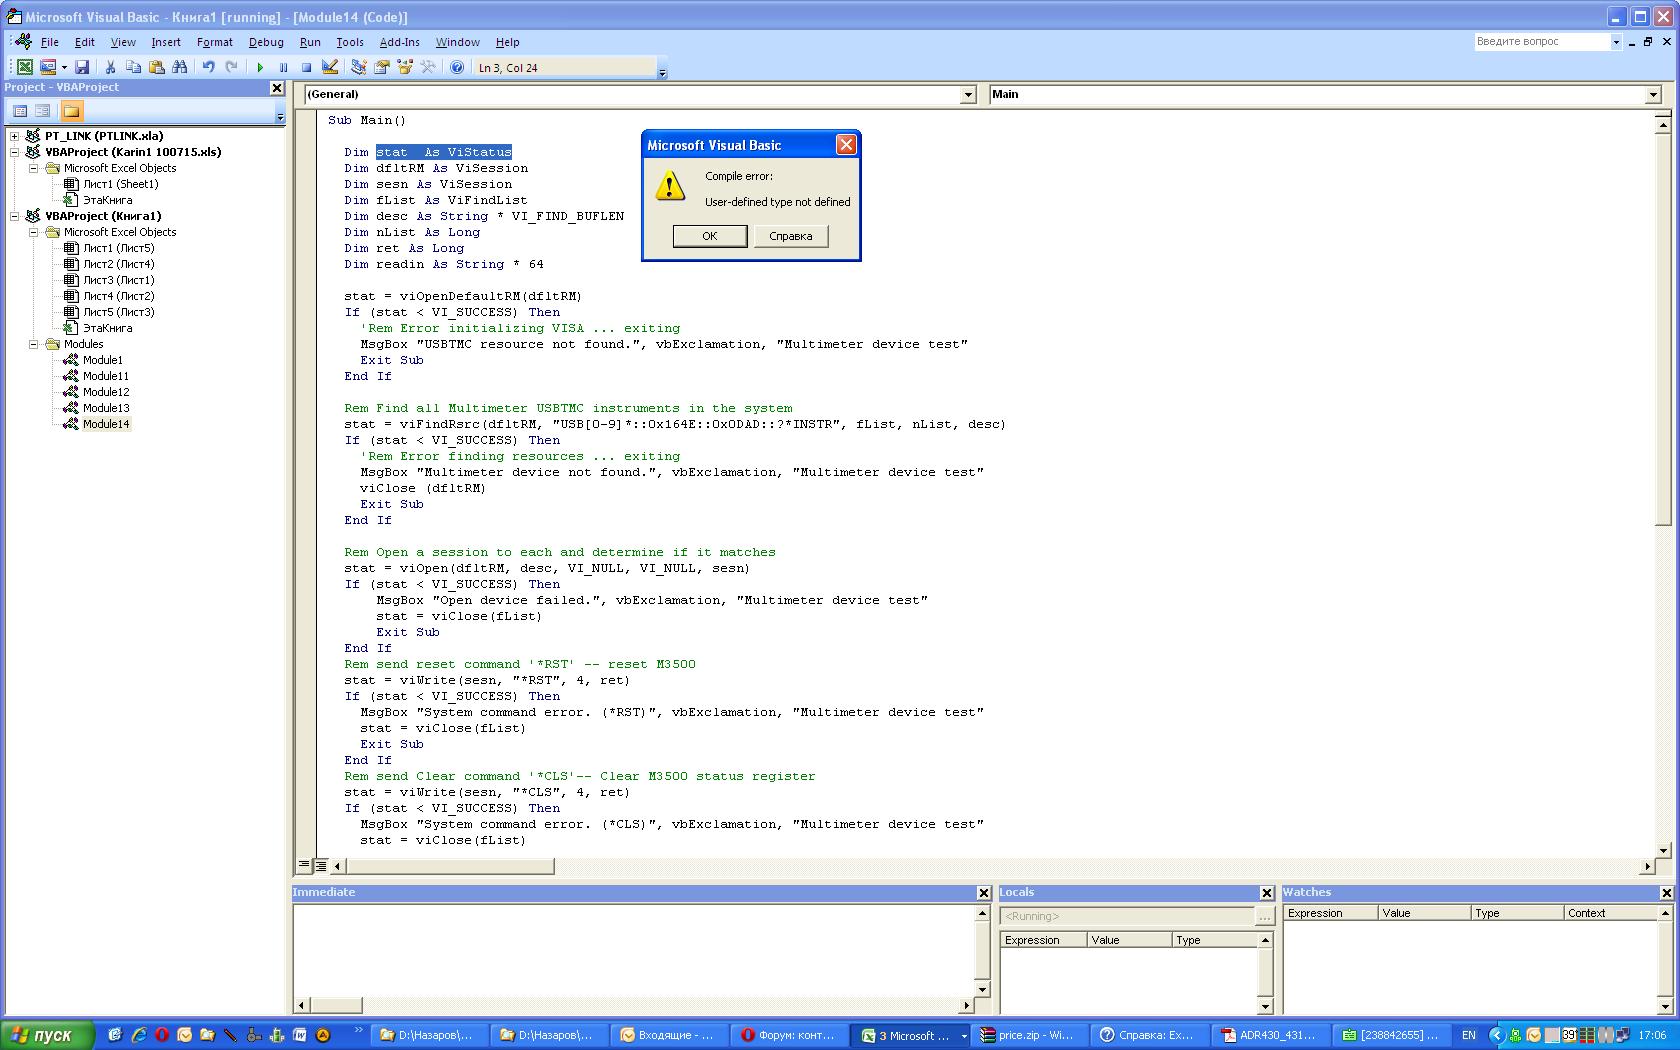 Microsoft Visual Basic - Книга1 [running] - [Module14 (Code)]
File Edit View Insert Format Debug Run Tools Add-Ins Window Help
Введите вопрос
Ln 3, Col 24
Project - VBAProject
(General)
Main
PT_LINK (PTLINK.xla)
VBAProject (Karin1 100715.xls)
Microsoft Excel Objects
Лист1 (Sheet1)
ЭтаКнига
VBAProject (Книга1)
Microsoft Excel Objects
Лист1 (Лист5)
Лист2 (Лист4)
Лист3 (Лист1)
Лист4 (Лист2)
Лист5 (Лист3)
ЭтаКнига
Modules
Module1
Module11
Module12
Module13
Module14
Sub Main()
Dim stat  As ViStatus
Dim dfltRM As ViSession
Dim sesn As ViSession
Dim fList As ViFindList
Dim desc As String * VI_FIND_BUFLEN
Dim nList As Long
Dim ret As Long
Dim readin As String * 64
stat = viOpenDefaultRM(dfltRM)
If (stat < VI_SUCCESS) Then
'Rem Error initializing VISA ... exiting
MsgBox "USBTMC resource not found.", vbExclamation, "Multimeter device test"
Exit Sub
End If
Rem Find all Multimeter USBTMC instruments in the system
stat = viFindRsrc(dfltRM, "USB[0-9]*::0x164E::0x0DAD::?*INSTR", fList, nList, desc)
If (stat < VI_SUCCESS) Then
'Rem Error finding resources ... exiting
MsgBox "Multimeter device not found.", vbExclamation, "Multimeter device test"
viClose (dfltRM)
Exit Sub
End If
Rem Open a session to each and determine if it matches
stat = viOpen(dfltRM, desc, VI_NULL, VI_NULL, sesn)
If (stat < VI_SUCCESS) Then
MsgBox "Open device failed.", vbExclamation, "Multimeter device test"
stat = viClose(fList)
Exit Sub
End If
Rem send reset command '*RST' -- reset M3500
stat = viWrite(sesn, "*RST", 4, ret)
If (stat < VI_SUCCESS) Then
MsgBox "System command error. (*RST)", vbExclamation, "Multimeter device test"
stat = viClose(fList)
Exit Sub
End If
Rem send Clear command '*CLS'-- Clear M3500 status register
stat = viWrite(sesn, "*CLS", 4, ret)
If (stat < VI_SUCCESS) Then
MsgBox "System command error. (*CLS)", vbExclamation, "Multimeter device test"
stat = viClose(fList)
Microsoft Visual Basic
Compile error:
User-defined type not defined
OK
Справка
Immediate
Locals
<Running>
...
Expression Value Type
Watches
Expression Value Type Context
пуск
»
D:\Назаров\...
D:\Назаров\...
Входящие - ...
Форум: конт...
3 Microsoft ...
price.zip - Wi...
Справка: Ex...
ADR430_431...
[238842655] ...
EN
39°
17:06